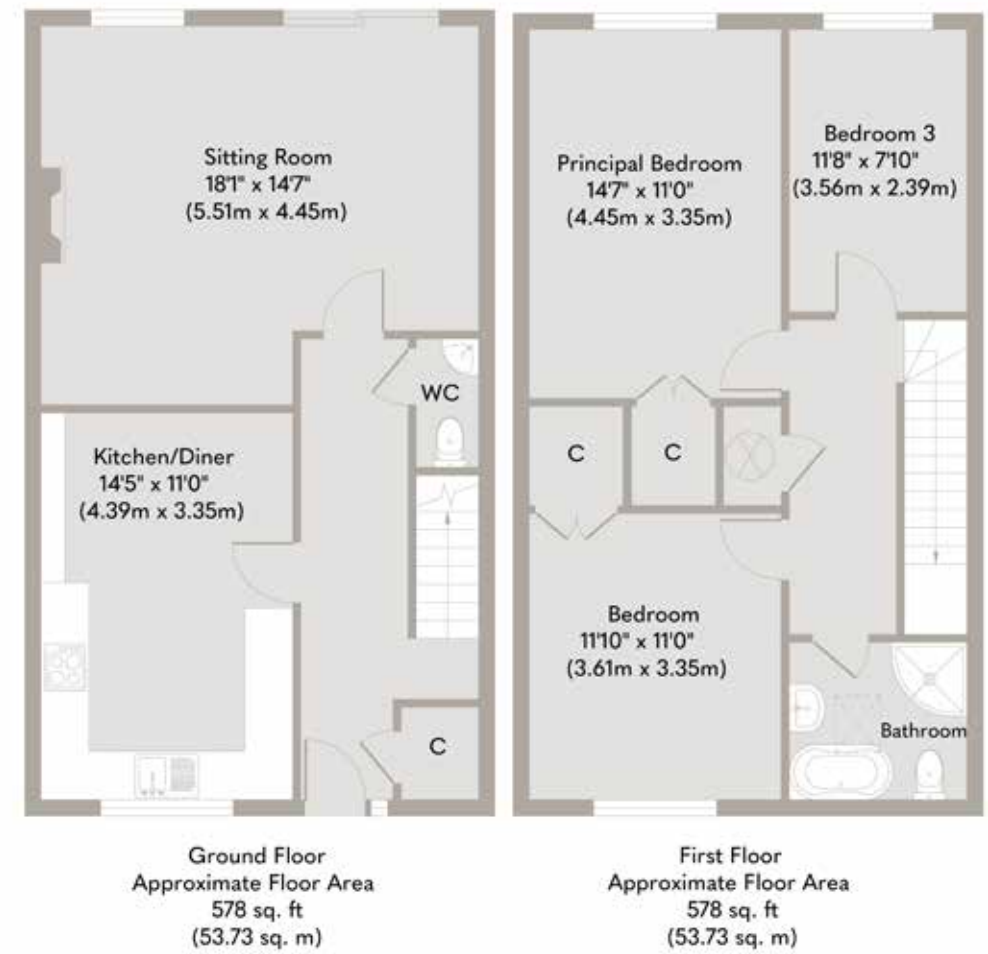 Sitting Room
18'1" x 14'7"
(5.51m x 4.45m)
WC
Kitchen/Diner
14'5" x 11'0"
(4.39m x 3.35m)
C
Ground Floor
Approximate Floor Area
578 sq. ft
(53.73 sq. m)
Principal Bedroom
14'7" x 11'0"
(4.45m x 3.35m)
Bedroom 3
11'8" x 7'10"
(3.56m x 2.39m)
C
C
Bedroom
11'10" x 11'0"
(3.61m x 3.35m)
Bathroom
First Floor
Approximate Floor Area
578 sq. ft
(53.73 sq. m)